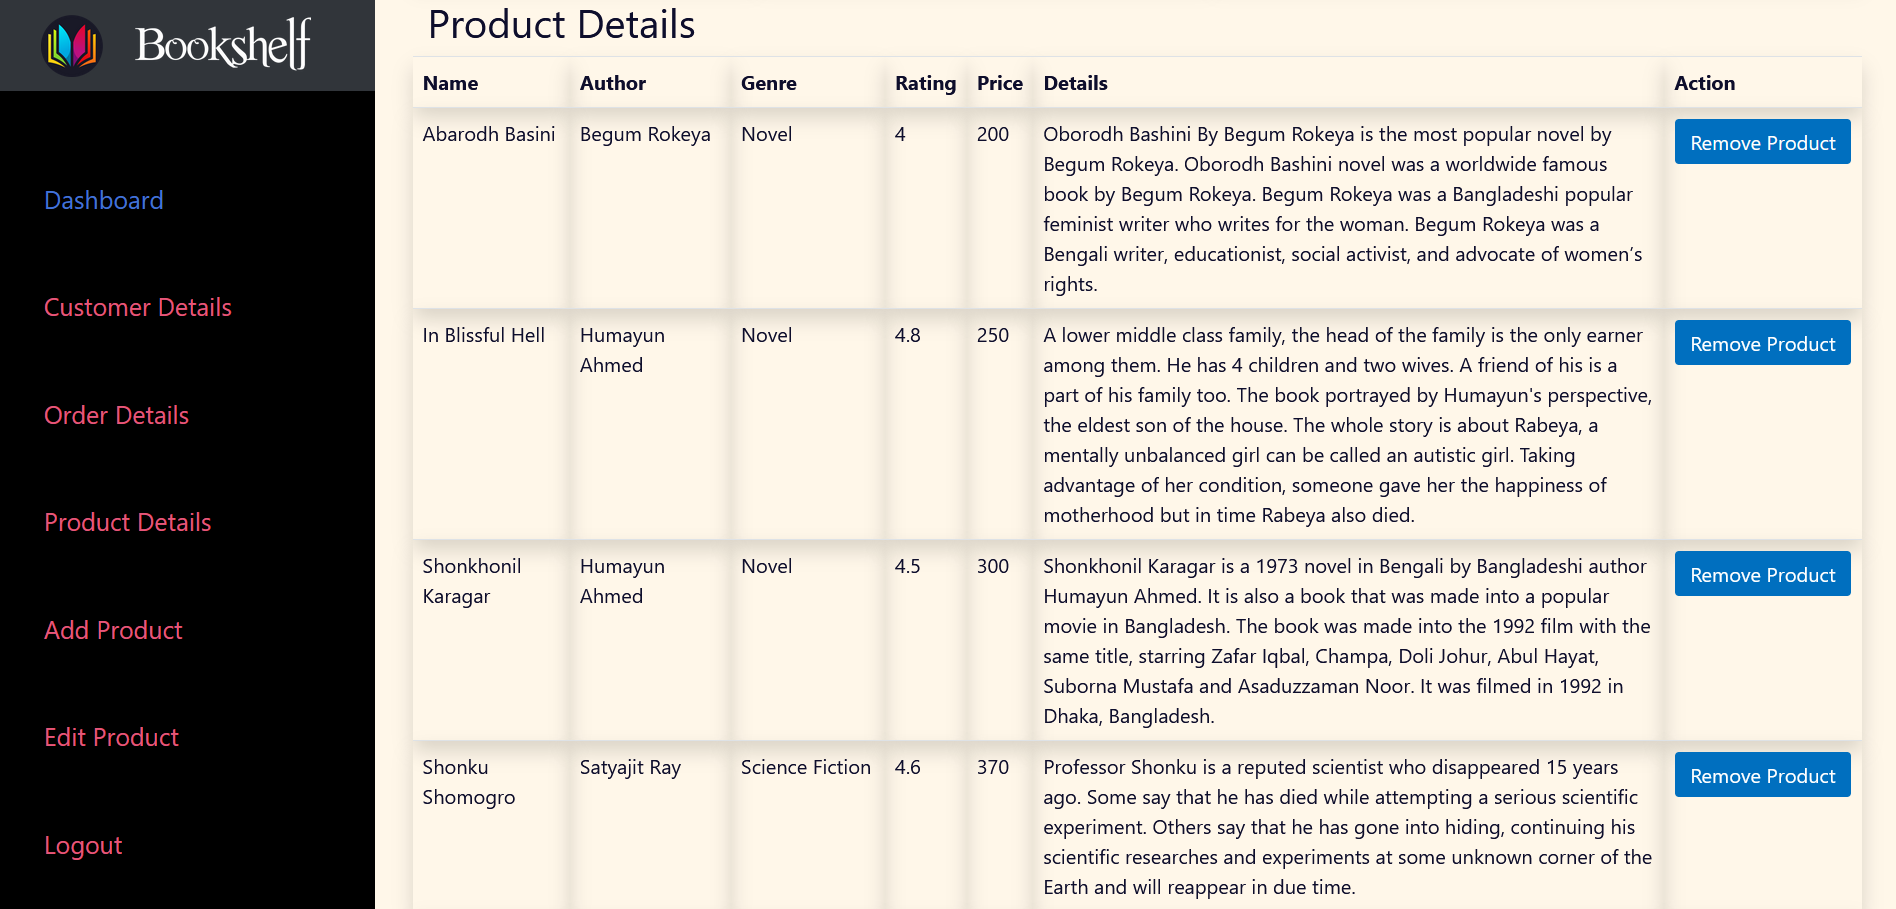 Bookshelf
Dashboard
Customer Details
Order Details
Product Details
Add Product
Edit Product
Logout
Product Details
Name Author Genre Rating Price Details Action
Abarodh Basini Begum Rokeya Novel 4 200 Oborodh Bashini By Begum Rokeya is the most popular novel by Remove Product
Begum Rokeya. Oborodh Bashini novel was a worldwide famous
book by Begum Rokeya. Begum Rokeya was a Bangladeshi popular
feminist writer who writes for the woman. Begum Rokeya was a
Bengali writer, educationist, social activist, and advocate of women’s
rights.
In Blissful Hell Humayun Novel 4.8 250 A lower middle class family, the head of the family is the only earner Remove Product
Ahmed among them. He has 4 children and two wives. A friend of his is a
part of his family too. The book portrayed by Humayun's perspective,
the eldest son of the house. The whole story is about Rabeya, a
mentally unbalanced girl can be called an autistic girl. Taking
advantage of her condition, someone gave her the happiness of
motherhood but in time Rabeya also died.
Shonkhonil Humayun Novel 4.5 300 Shonkhonil Karagar is a 1973 novel in Bengali by Bangladeshi author Remove Product
Karagar Ahmed Humayun Ahmed. It is also a book that was made into a popular
movie in Bangladesh. The book was made into the 1992 film with the
same title, starring Zafar Iqbal, Champa, Doli Johur, Abul Hayat,
Suborna Mustafa and Asaduzzaman Noor. It was filmed in 1992 in
Dhaka, Bangladesh.
Shonku Satyajit Ray Science Fiction 4.6 370 Professor Shonku is a reputed scientist who disappeared 15 years Remove Product
Shomogro ago. Some say that he has died while attempting a serious scientific
experiment. Others say that he has gone into hiding, continuing his
scientific researches and experiments at some unknown corner of the
Earth and will reappear in due time.